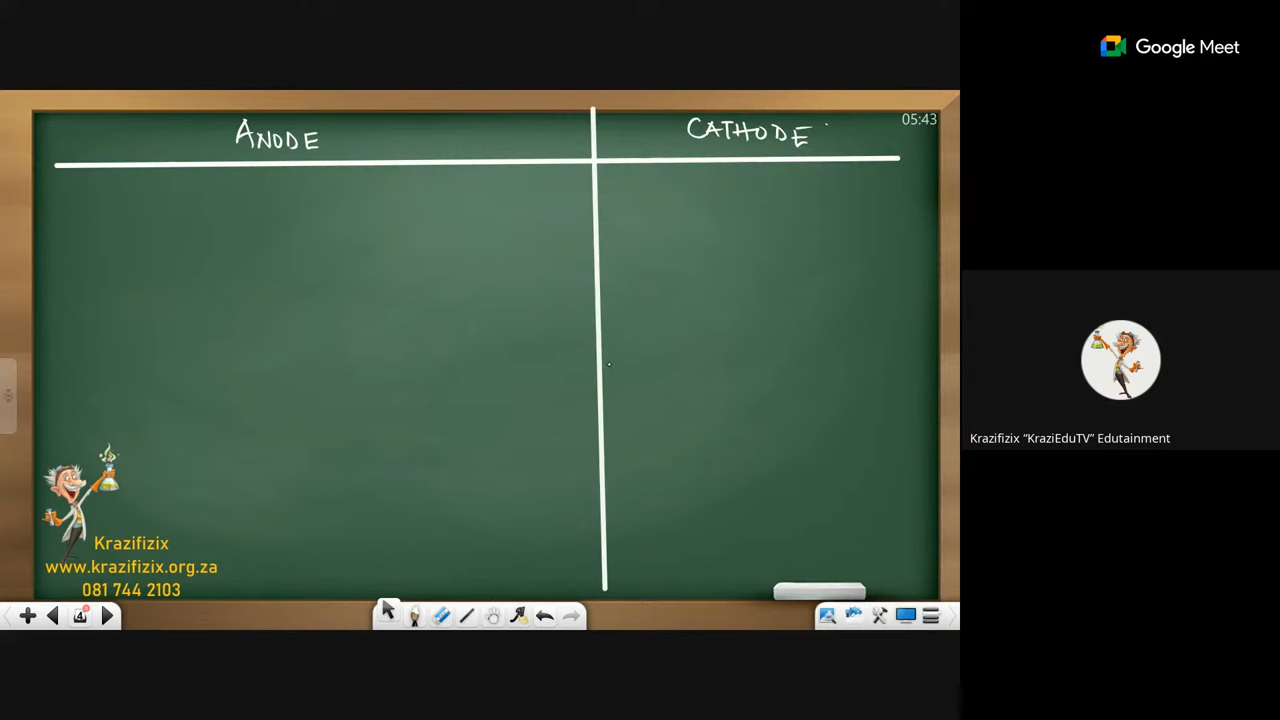 Google Meet
ANODE
CATHODE
05:43
Krazifizix "KraziEduTV" Edutainment
Krazifizix
www.krazifizix.org.za
081 744 2103
4